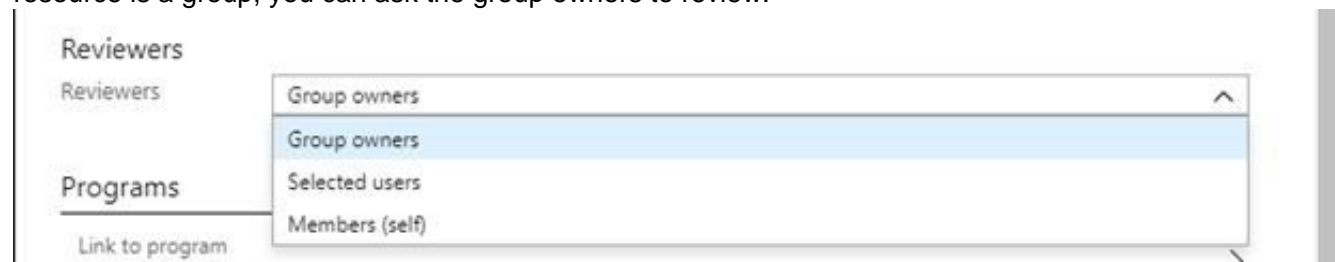 resource is a group, you can ask the group owners to review.
Reviewers
Reviewers
Group owners
Group owners
Selected users
Programs
Members (self)
Link to program